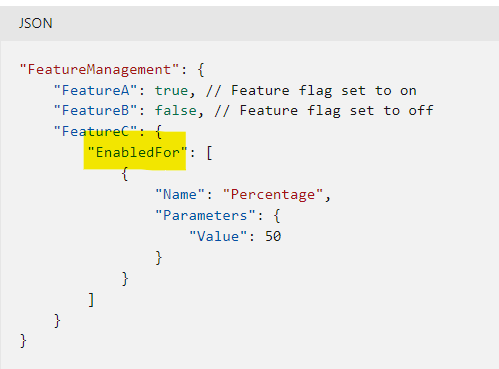 JSON
"FeatureManagement": {
"FeatureA": true, // Feature flag set to on
"FeatureB": false, // Feature flag set to off
"FeatureC": {
"EnabledFor": [
{
"Name": "Percentage",
"Parameters": {
"Value": 50
}
}
]
}
}